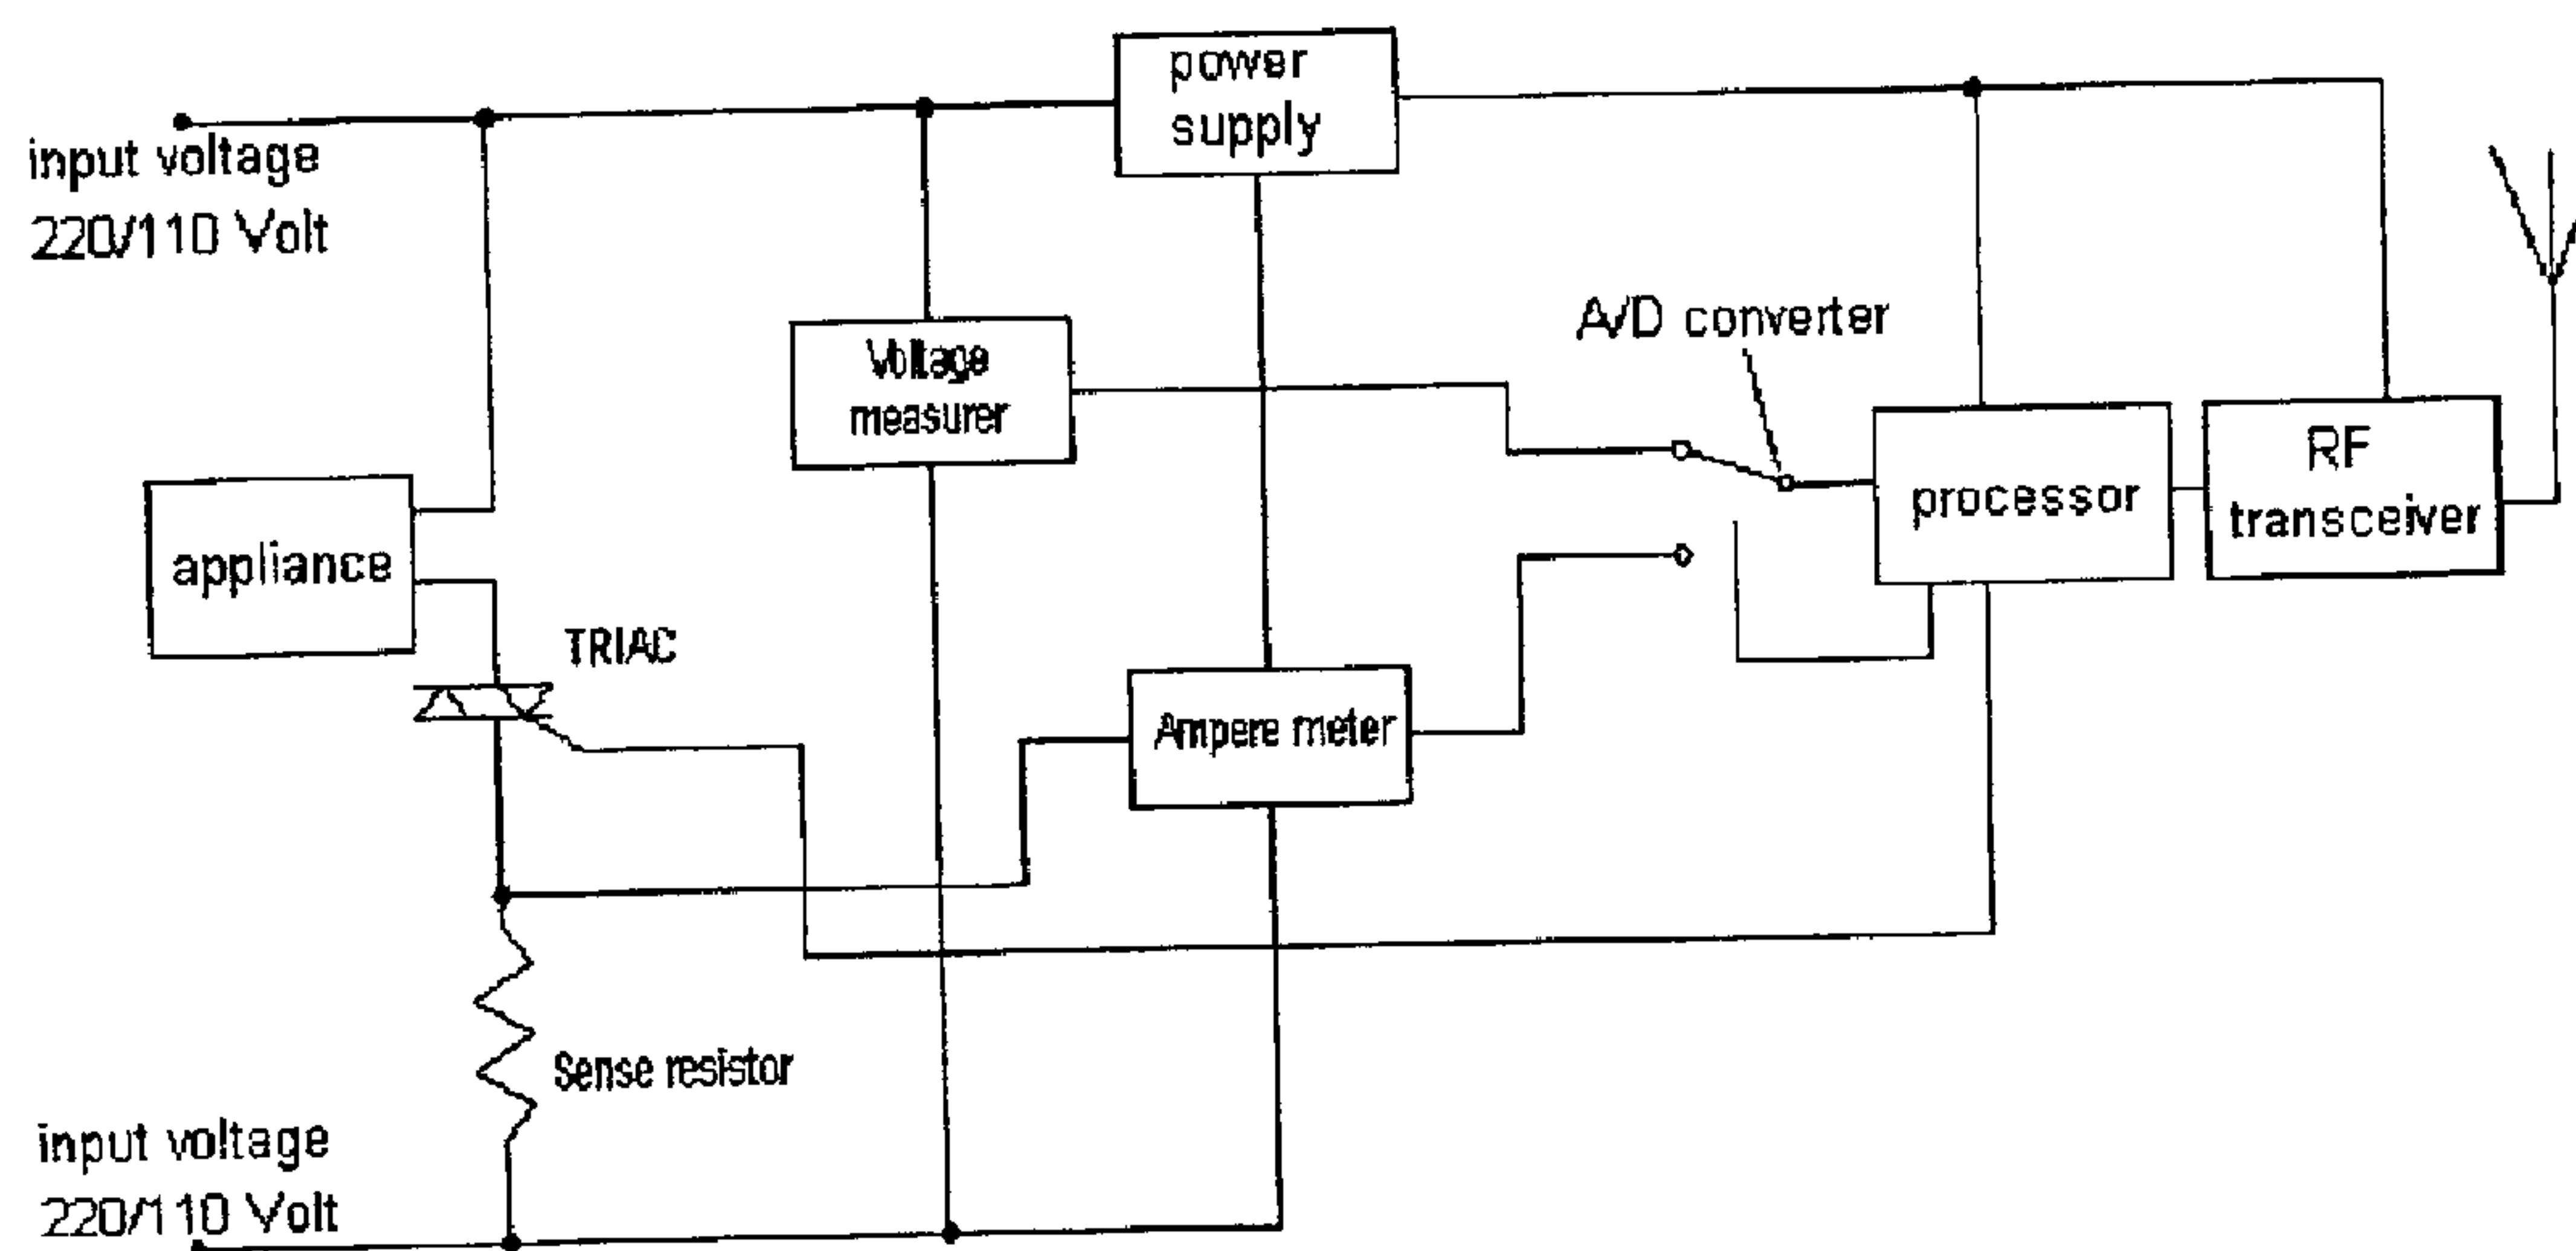 power
supply
input voltage
220/110 Volt
A/D converter
Voltage
measurer
RF
transceiver
processor
appliance
TRIAC
Ampere meter
Sense resistor
input voltage
220/110 Volt